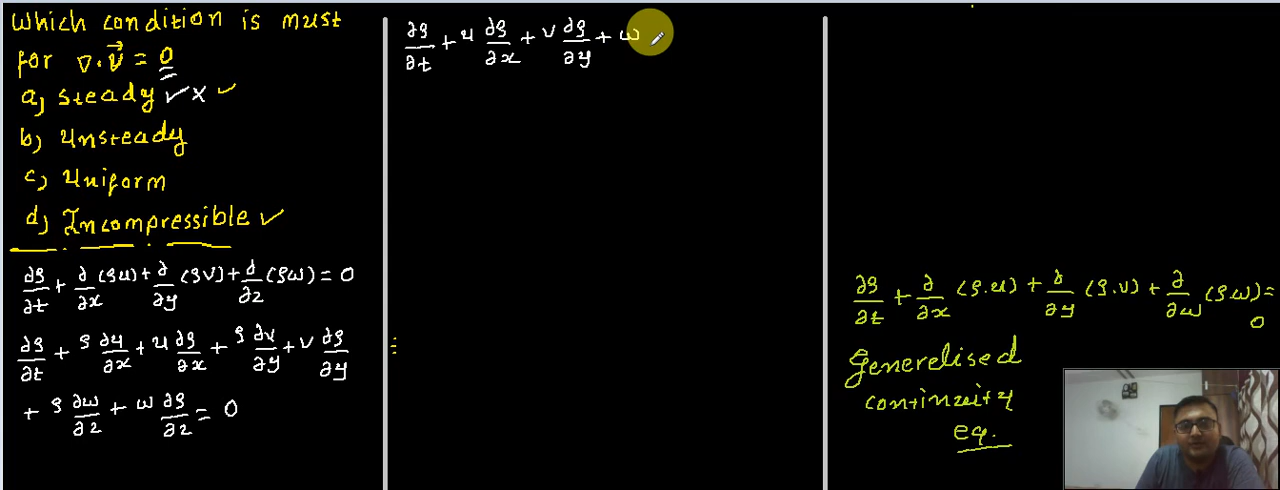 Which condition is must
for ∇·V⃗ = 0
a) steady ✓ x ✓
b) Unsteady
c) Uniform
d) Incompressible ✓
∂ρ/∂t + ∂/∂x (ρu) + ∂/∂y (ρv) + ∂/∂z (ρω) = 0
∂ρ/∂t + ρ ∂u/∂x + u ∂ρ/∂x + ρ ∂v/∂y + v ∂ρ/∂y
+ ρ ∂ω/∂z + ω ∂ρ/∂z = 0
∂ρ/∂t + u ∂ρ/∂x + v ∂ρ/∂y + ω
∂ρ/∂t + ∂/∂x (ρ.u) + ∂/∂y (ρ.v) + ∂/∂ω (ρ.ω) =
0
Generelised
continuity
eq.